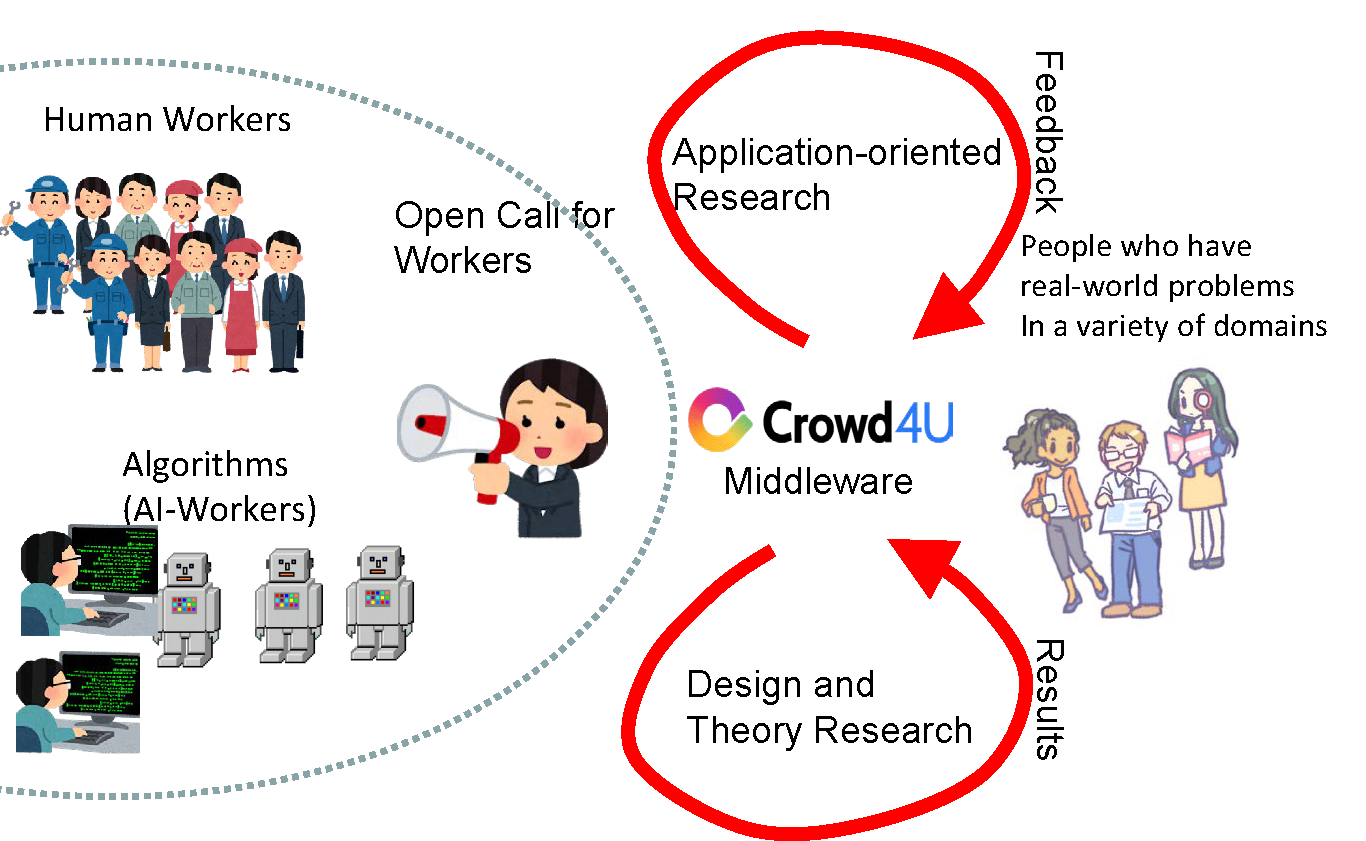 Human Workers
Open Call for
Workers
Algorithms
(AI-Workers)
Application-oriented
Research
Feedback
People who have
real-world problems
In a variety of domains
Crowd4U
Middleware
Design and
Theory Research
Results